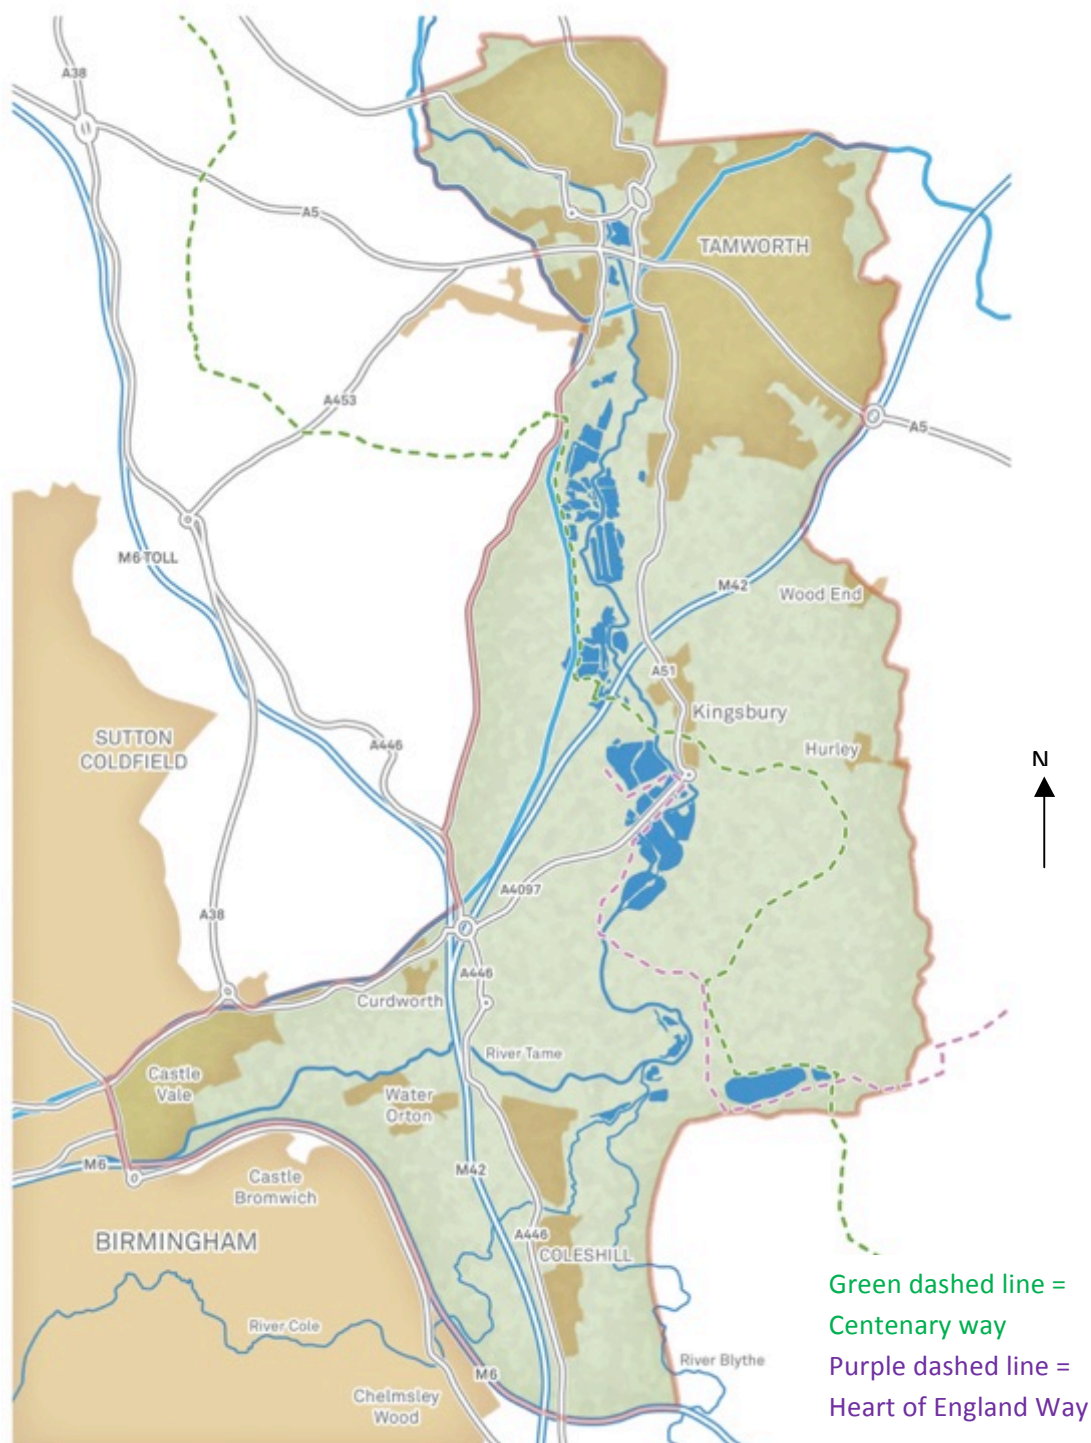 A38
A5
TAMWORTH
A453
A5
M6 TOLL
M42
Wood End
A51
Kingsbury
SUTTON
COLDFIELD
A446
Hurley
N
A4097
A38
A446
Curdworth
River Tame
Castle
Vale
Water
Orton
M6
M42
Castle
Bromwich
BIRMINGHAM
A446
COLESHILL
Green dashed line =
Centenary way
River Cole
River Blythe
Purple dashed line =
M6
Chelmsley
Wood
Heart of England Way